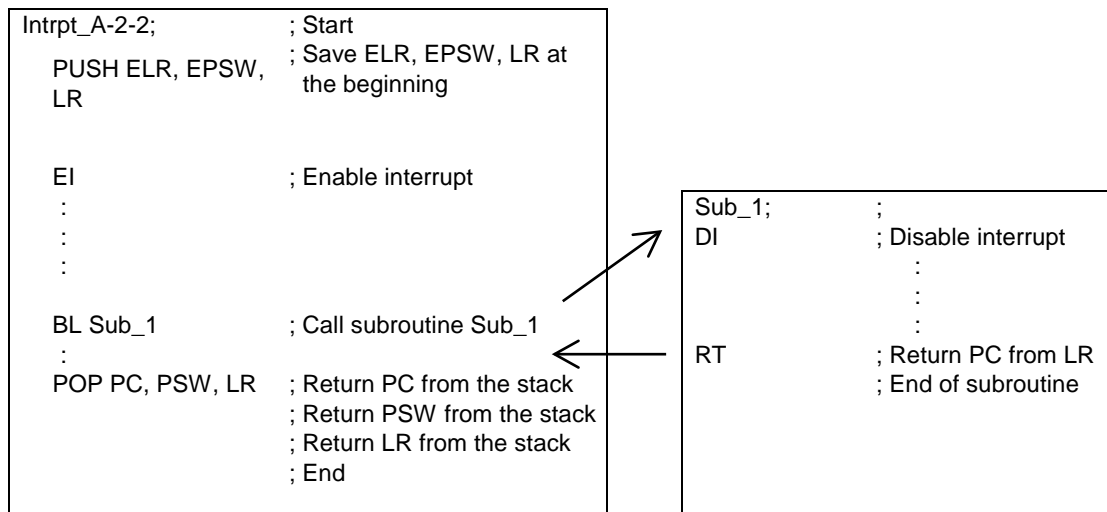 Intrpt_A-2-2; ; Start
PUSH ELR, EPSW, LR ; Save ELR, EPSW, LR at the beginning
EI ; Enable interrupt
:
:
:
BL Sub_1 ; Call subroutine Sub_1
:
POP PC, PSW, LR ; Return PC from the stack
; Return PSW from the stack
; Return LR from the stack
; End
Sub_1; ;
DI ; Disable interrupt
:
:
:
RT ; Return PC from LR
; End of subroutine